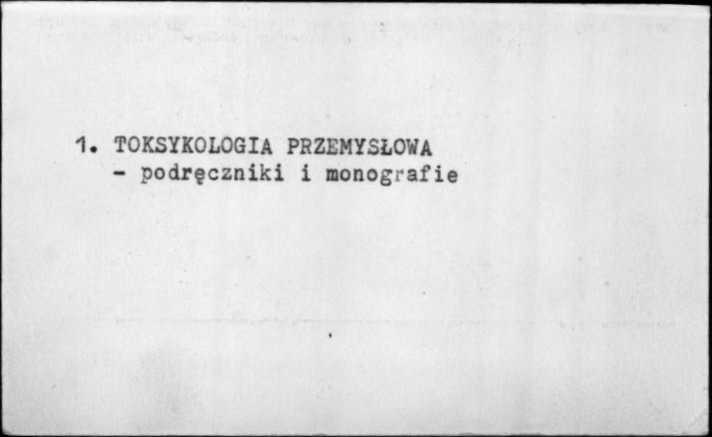 1. TOKSYKOLOGIA PRZEMYSŁOWA
- podręczniki i monografie